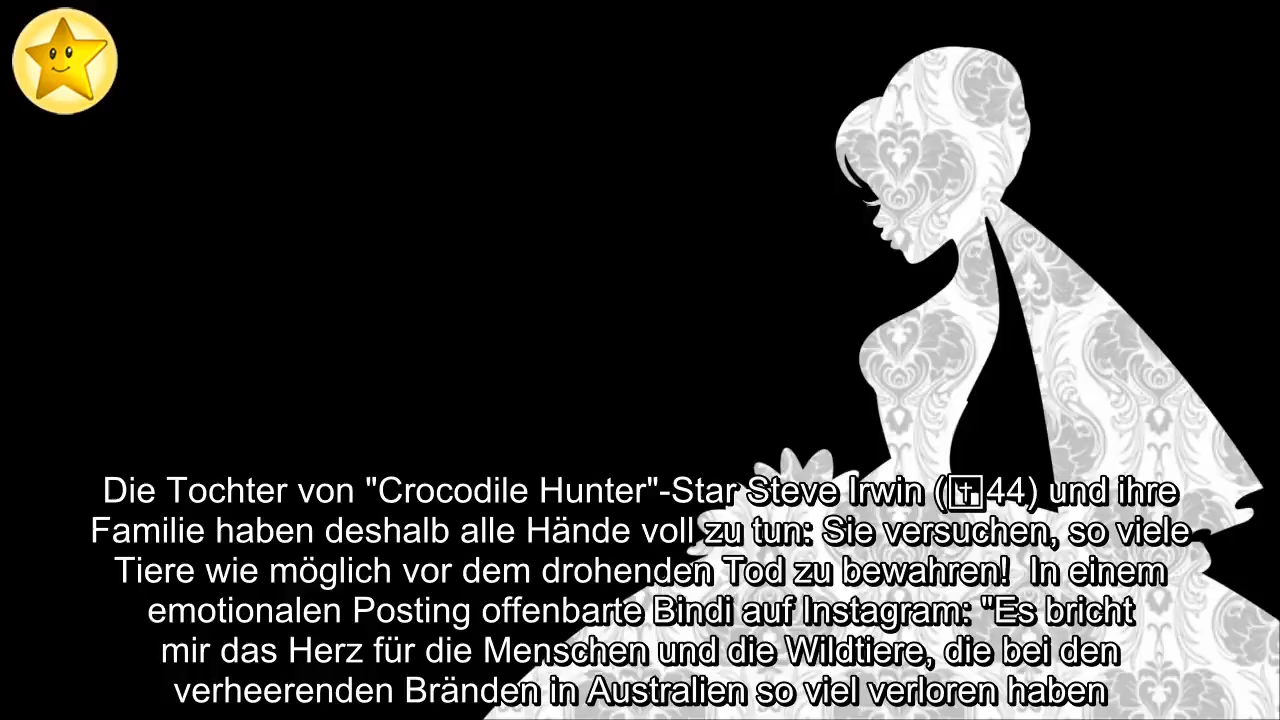 Die Tochter von "Crocodile Hunter"-Star Steve Irwin (✝44) und ihre
Familie haben deshalb alle Hände voll zu tun: Sie versuchen, so viele
Tiere wie möglich vor dem drohenden Tod zu bewahren!  In einem
emotionalen Posting offenbarte Bindi auf Instagram: "Es bricht
mir das Herz für die Menschen und die Wildtiere, die bei den
verheerenden Bränden in Australien so viel verloren haben